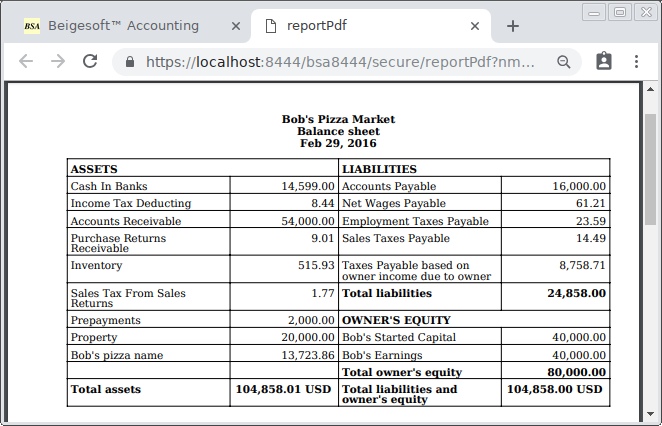 BSA Beigesoft™ Accounting
reportPdf
https://localhost:8444/bsa8444/secure/reportPdf?nm...
Bob's Pizza Market
Balance sheet
Feb 29, 2016
ASSETS LIABILITIES
Cash In Banks 14,599.00 Accounts Payable 16,000.00
Income Tax Deducting 8.44 Net Wages Payable 61.21
Accounts Receivable 54,000.00 Employment Taxes Payable 23.59
Purchase Returns 9.01 Sales Taxes Payable 14.49
Receivable
Inventory 515.93 Taxes Payable based on 8,758.71
owner income due to owner
Sales Tax From Sales 1.77 Total liabilities 24,858.00
Returns
Prepayments 2,000.00 OWNER'S EQUITY
Property 20,000.00 Bob's Started Capital 40,000.00
Bob's pizza name 13,723.86 Bob's Earnings 40,000.00
Total owner's equity 80,000.00
Total assets 104,858.01 USD Total liabilities and 104,858.00 USD
owner's equity